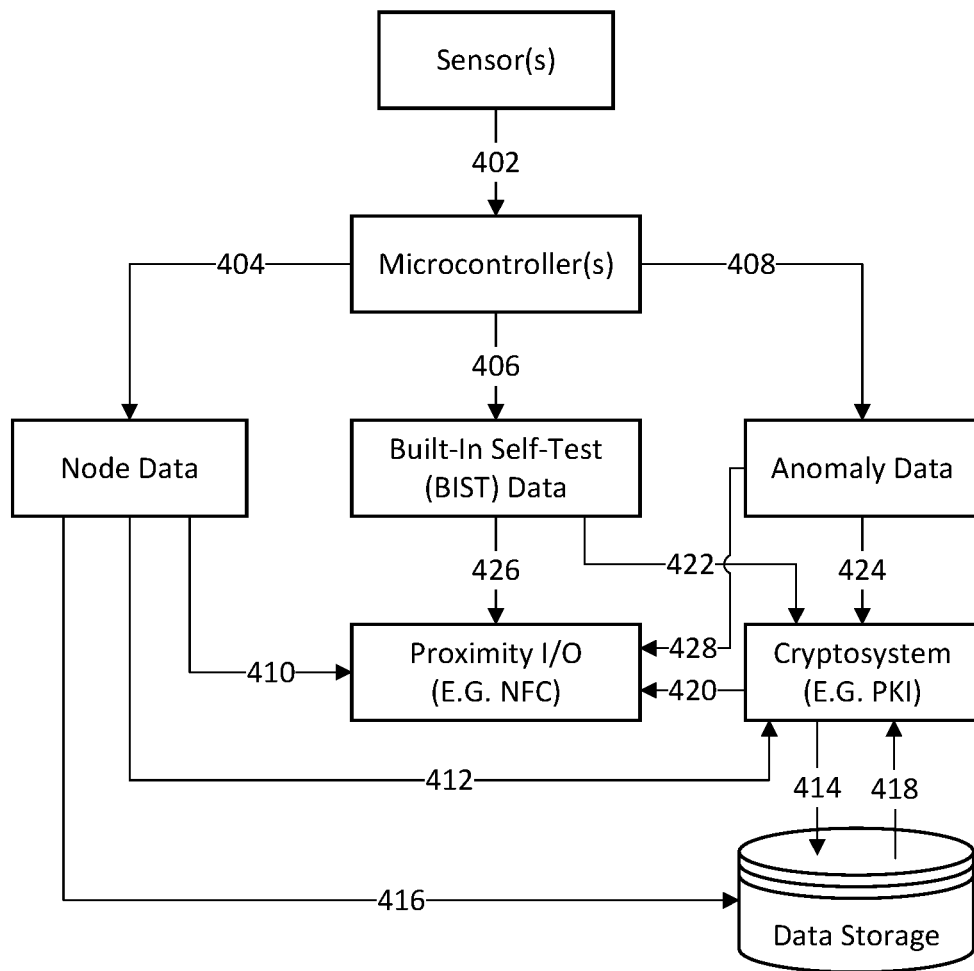 Sensor(s)
402
Microcontroller(s)
404
408
406
Node Data
Built-In Self-Test
(BIST) Data
Anomaly Data
426
422
424
Proximity I/O
(E.G. NFC)
410
428
420
Cryptosystem
(E.G. PKI)
412
414
418
416
Data Storage